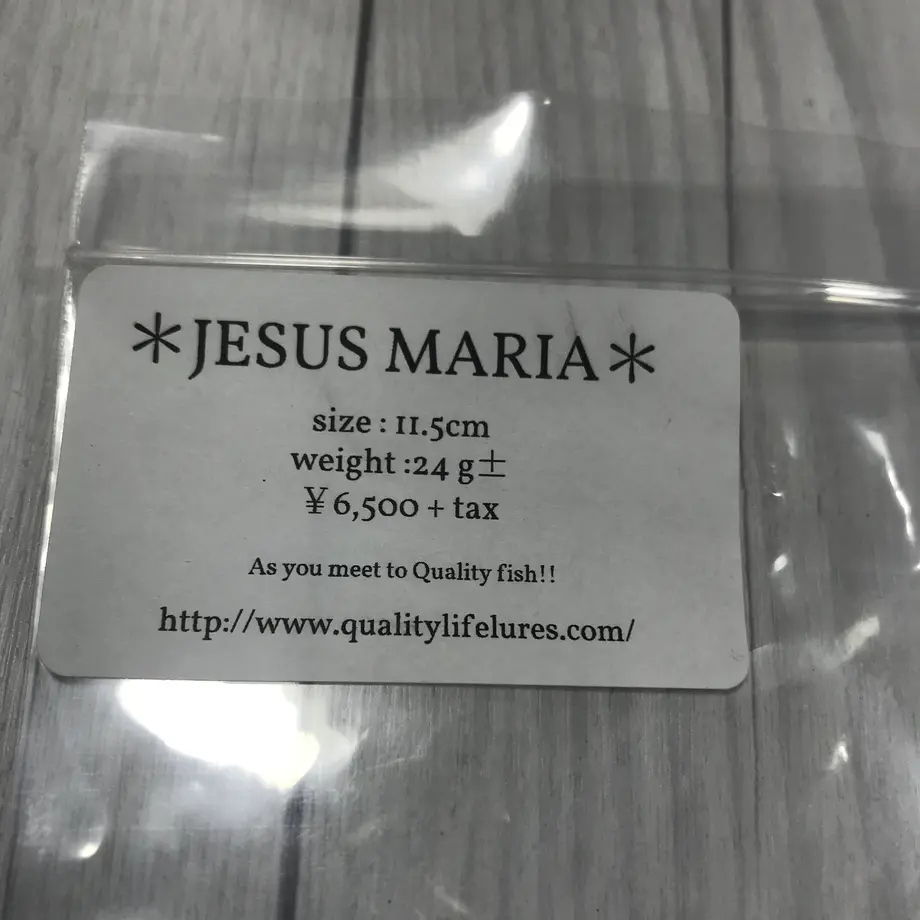 *JESUS MARIA*
size : 11.5cm
weight :24 g±
¥ 6,500 + tax
As you meet to Quality fish!!
http://www.qualitylifelures.com/